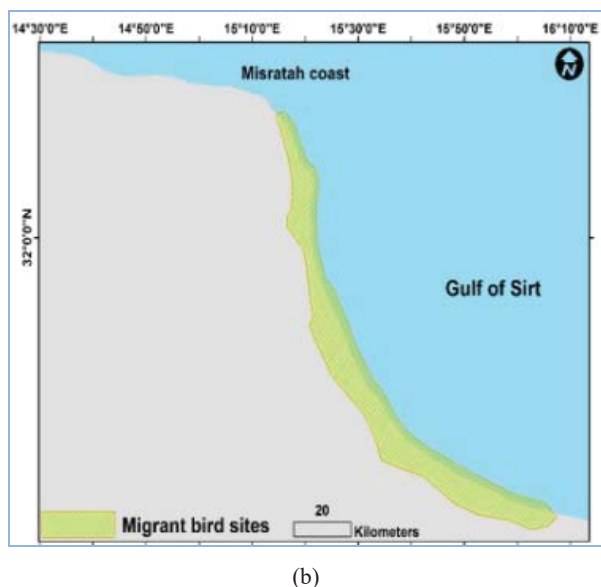 14°30'0"E 14°50'0"E 15°10'0"E 15°30'0"E 15°50'0"E 16°10'0"E
Misratah coast
N
32°0'0"N
Gulf of Sirt
20
Migrant bird sites
Kilometers
(b)